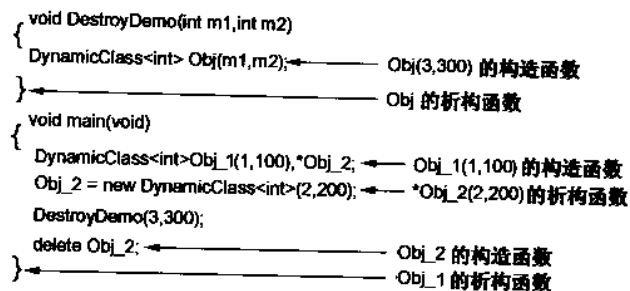 void DestroyDemo(int m1,int m2)
{
DynamicClass<int> Obj(m1,m2); Obj(3,300) 的构造函数
} Obj 的析构函数
void main(void)
{
DynamicClass<int>Obj_1(1,100),*Obj_2; Obj_1(1,100) 的构造函数
Obj_2 = new DynamicClass<int>(2,200); *Obj_2(2,200)的析构函数
DestroyDemo(3,300);
delete Obj_2; Obj_2 的构造函数
} Obj_1 的析构函数